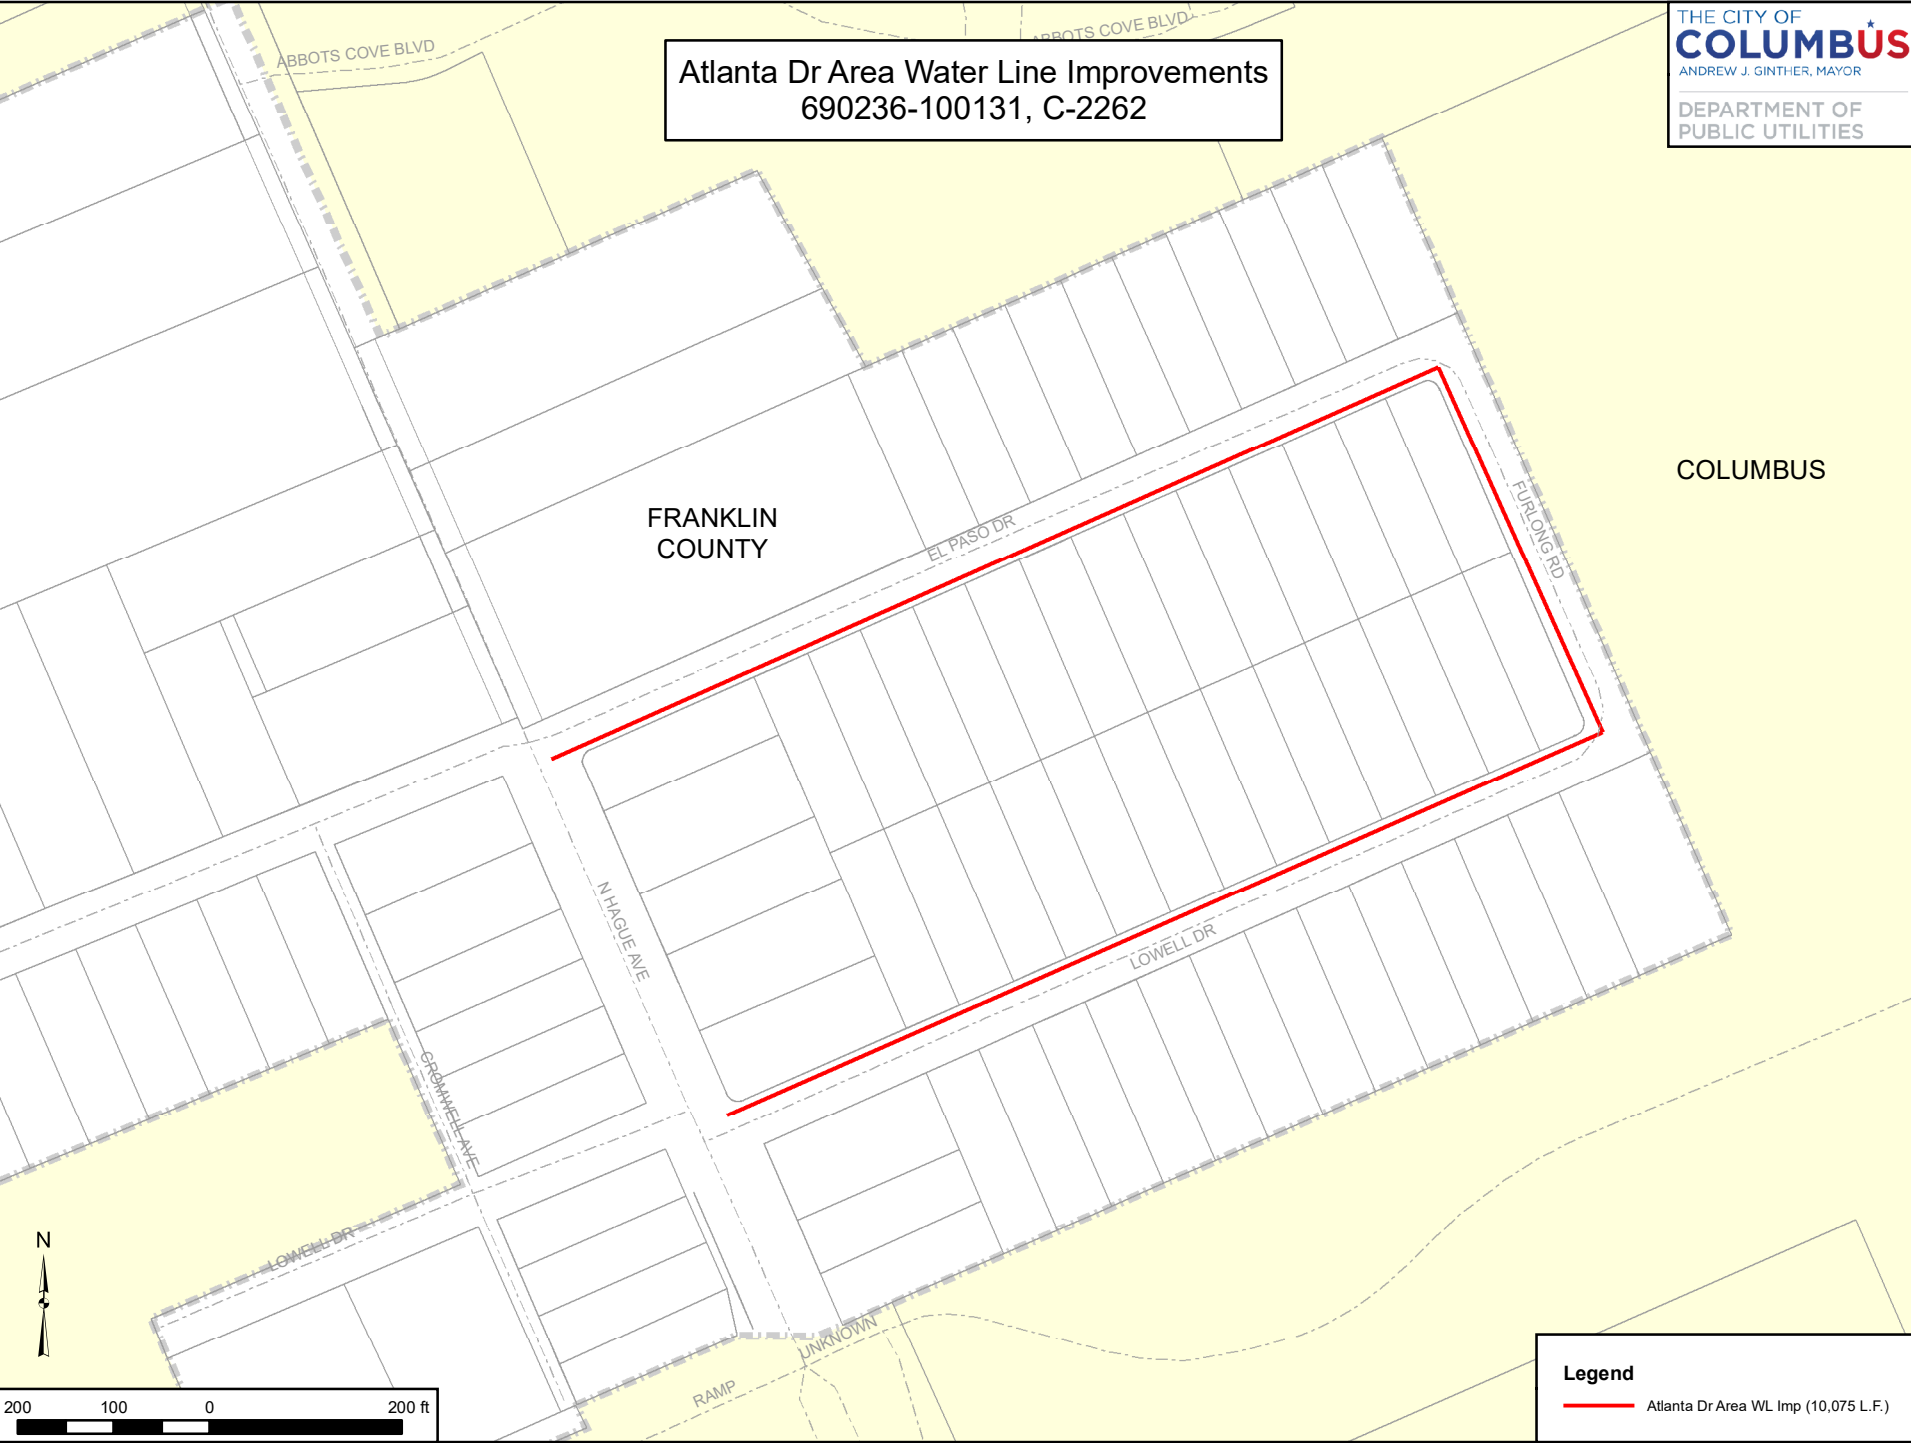 ABBOTS COVE BLVD
ABBOTS COVE BLVD
Atlanta Dr Area Water Line Improvements
690236-100131, C-2262
THE CITY OF
COLUMBUS
ANDREW J. GINTHER, MAYOR
DEPARTMENT OF
PUBLIC UTILITIES
COLUMBUS
FRANKLIN
COUNTY
EL PASO DR
FURLONG RD
N HAGUE AVE
LOWELL DR
CROMWELL AVE
LOWELL DR
UNKNOWN
RAMP
N
200 100 0 200 ft
Legend
Atlanta Dr Area WL Imp (10,075 L.F.)